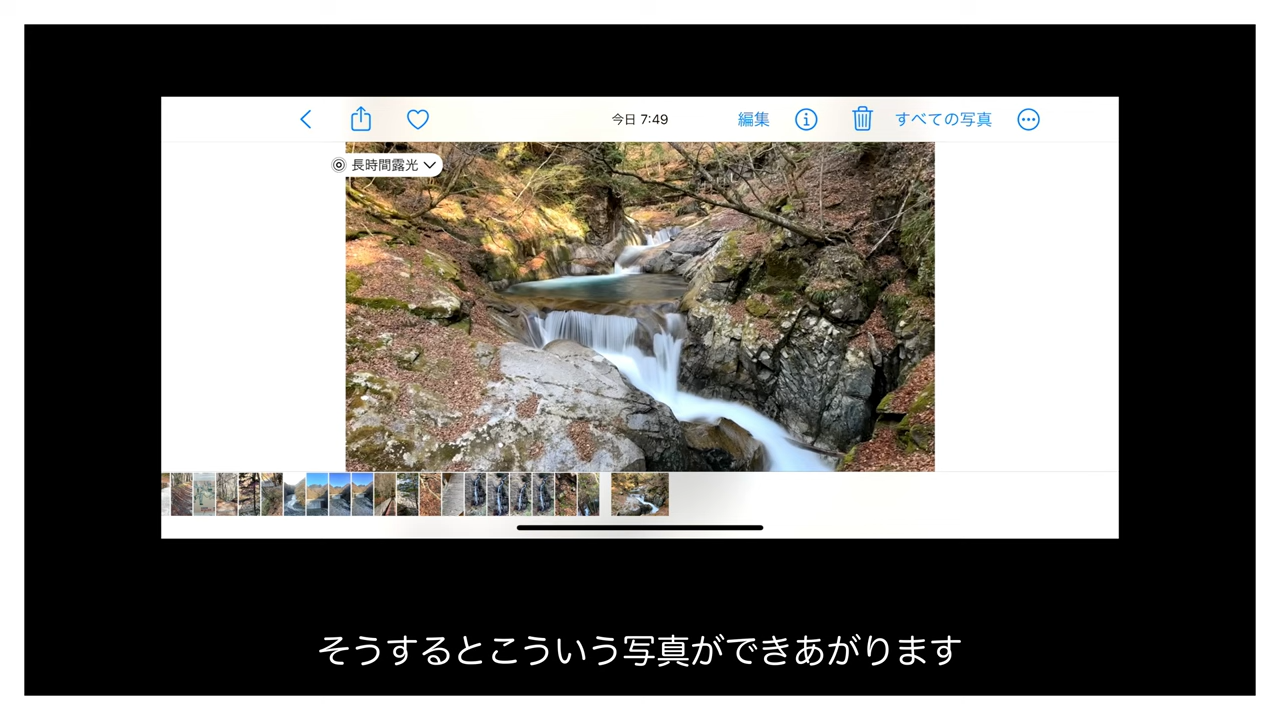 今日 7:49
編集
すべての写真
長時間露光
そうするとこういう写真ができあがります